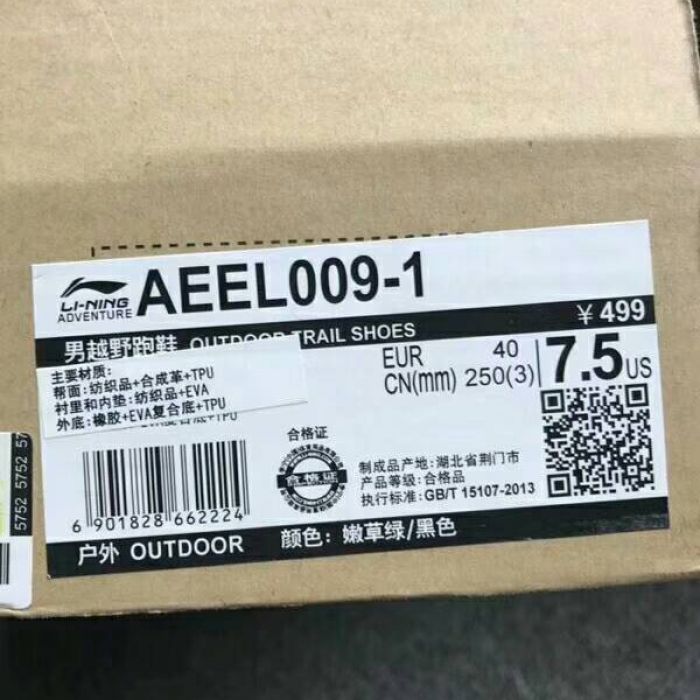 LI-NING
ADVENTURE
AEEL009-1
男越野跑鞋 OUTDOOR TRAIL SHOES
¥ 499
主要材质:
帮面: 纺织品+合成革+TPU
衬里和内垫: 纺织品+EVA
外底: 橡胶+EVA复合底+TPU
EUR 40
CN(mm) 250(3)
7.5 US
合格证
制成品产地: 湖北省荆门市
产品等级: 合格品
执行标准: GB/T 15107-2013
6 901828 662224
户外 OUTDOOR
颜色: 嫩草绿/黑色
5752 5752